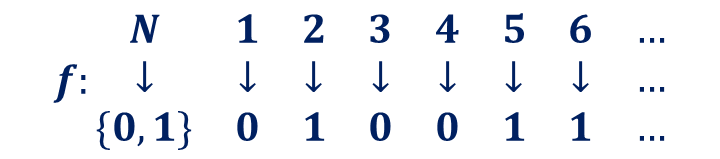 N 1 2 3 4 5 6 ...
f: ↓ ↓ ↓ ↓ ↓ ↓ ↓ ...
{0, 1} 0 1 0 0 1 1 ...